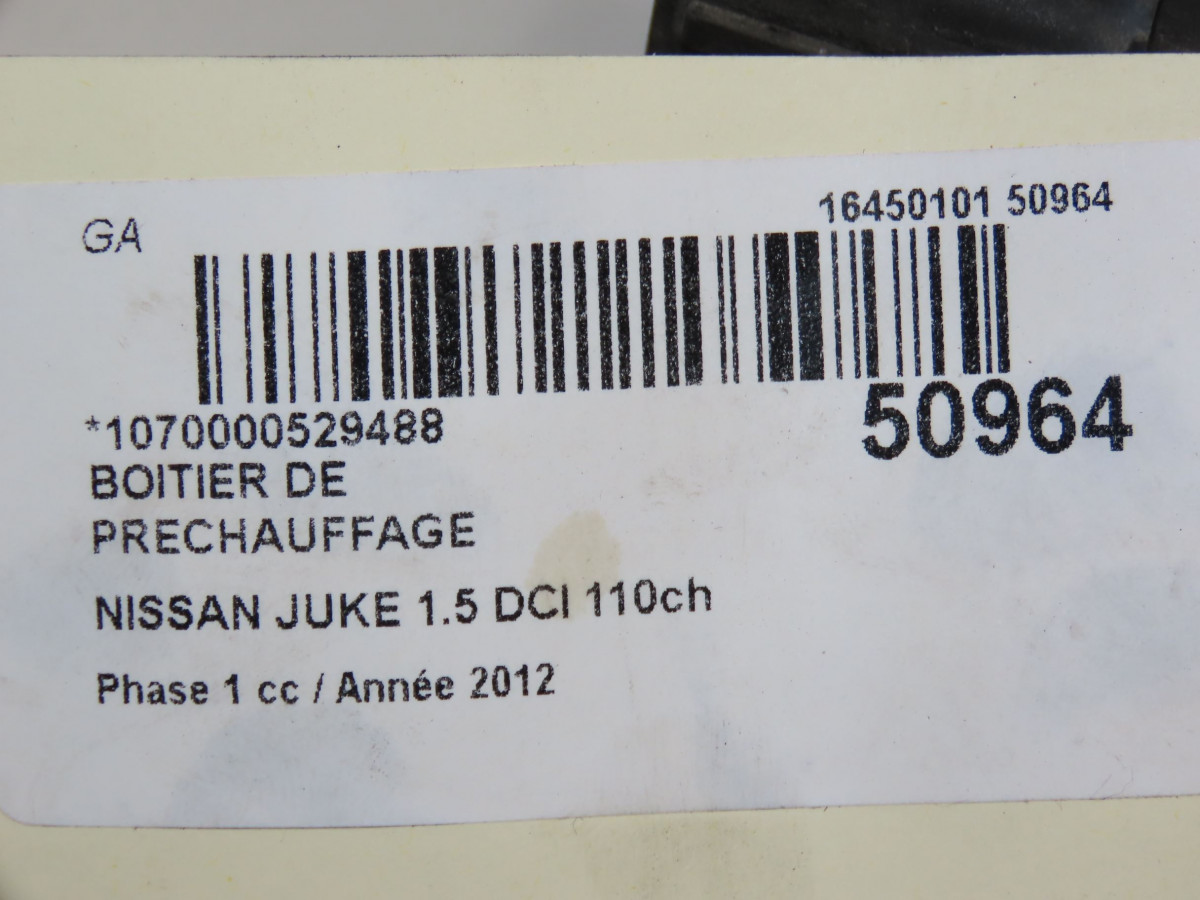 GA
16450101 50964
*1070000529488
50964
BOITIER DE
PRECHAUFFAGE
NISSAN JUKE 1.5 DCI 110ch
Phase 1 cc / Année 2012